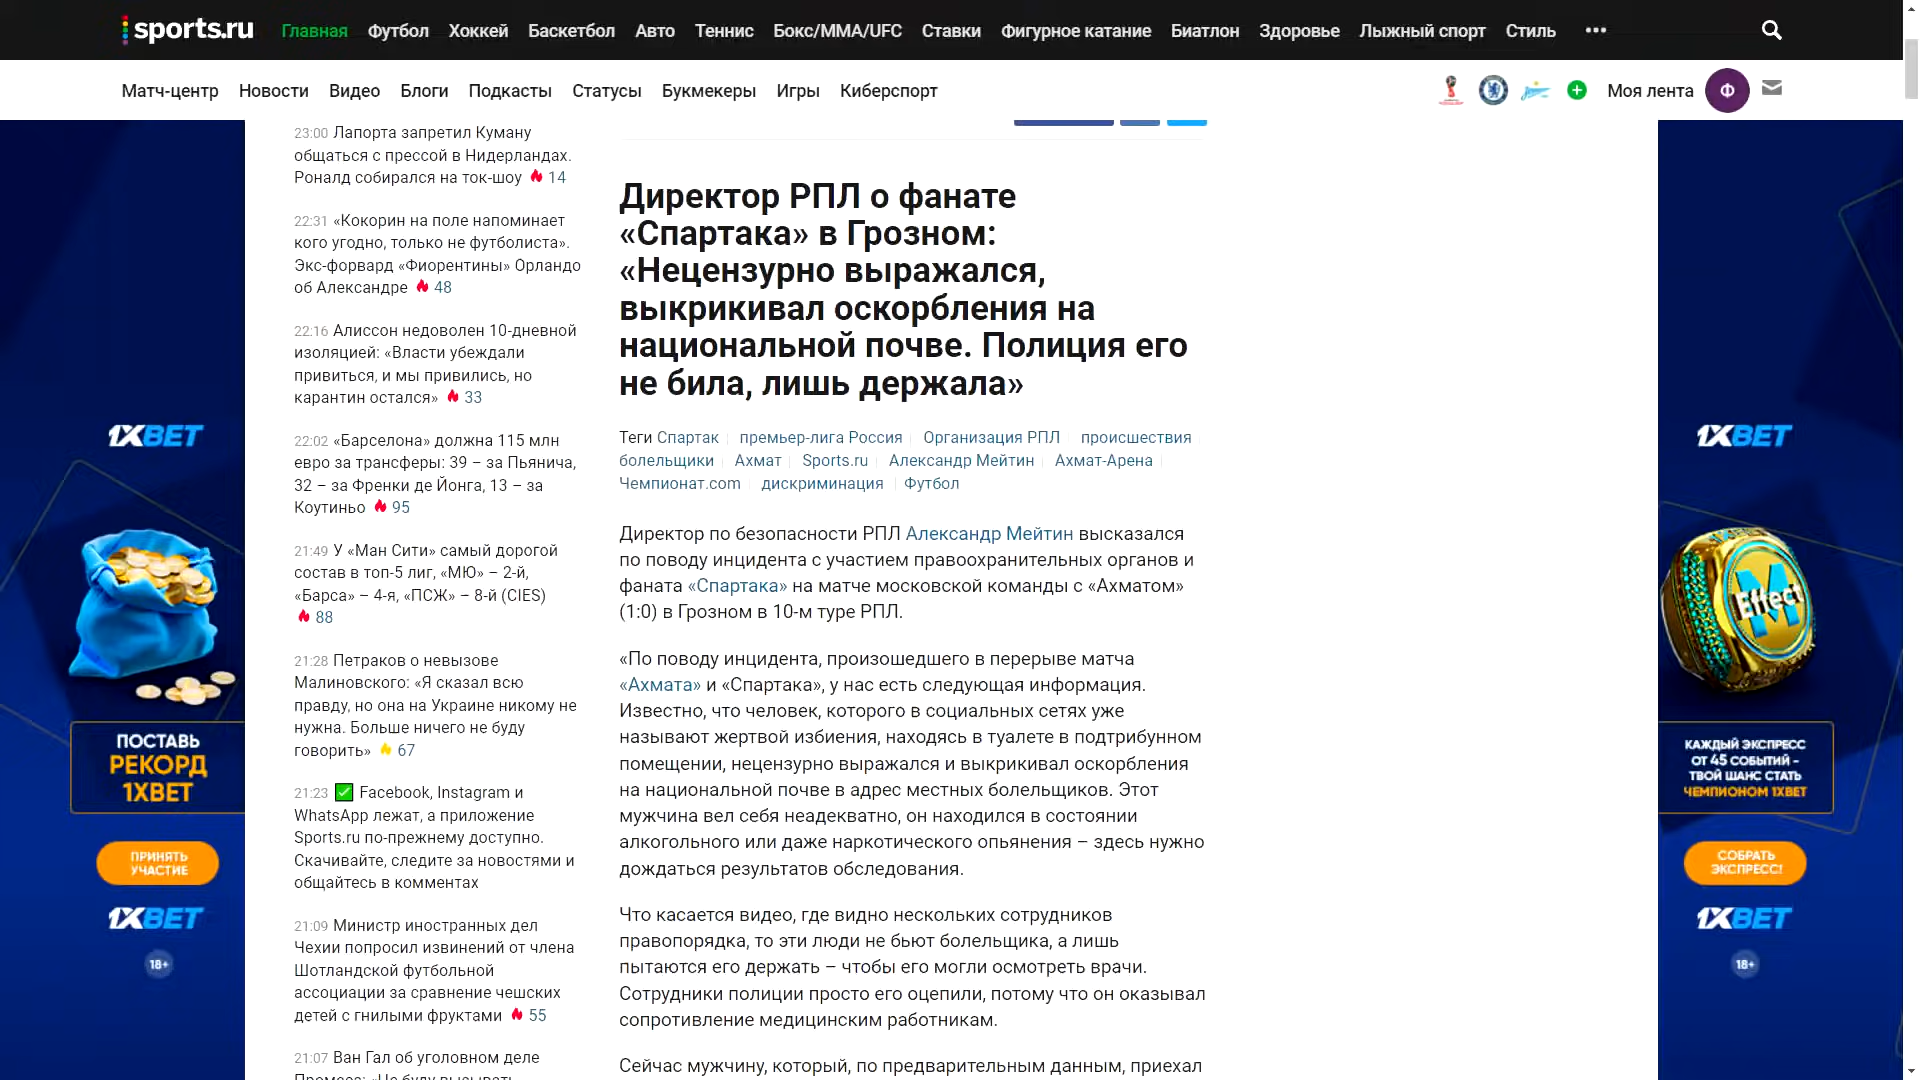 sports.ru
Главная Футбол Хоккей Баскетбол Авто Теннис Бокс/MMA/UFC Ставки Фигурное катание Биатлон Здоровье Лыжный спорт Стиль
Матч-центр Новости Видео Блоги Подкасты Статусы Букмекеры Игры Киберспорт
Моя лента Ф
23:00 Лапорта запретил Куману
общаться с прессой в Нидерландах.
Роналд собирался на ток-шоу 14
22:31 «Кокорин на поле напоминает
кого угодно, только не футболиста».
Экс-форвард «Фиорентины» Орландо
об Александре 48
22:16 Алиссон недоволен 10-дневной
изоляцией: «Власти убеждали
привиться, и мы привились, но
карантин остался» 33
22:02 «Барселона» должна 115 млн
евро за трансферы: 39 – за Пьянича,
32 – за Френки де Йонга, 13 – за
Коутиньо 95
21:49 У «Ман Сити» самый дорогой
состав в топ-5 лиг, «МЮ» – 2-й,
«Барса» – 4-я, «ПСЖ» – 8-й (CIES)
88
21:28 Петраков о невызове
Малиновского: «Я сказал всю
правду, но она на Украине никому не
нужна. Больше ничего не буду
говорить» 67
21:23 Facebook, Instagram и
WhatsApp лежат, а приложение
Sports.ru по-прежнему доступно.
Скачивайте, следите за новостями и
общайтесь в комментах
21:09 Министр иностранных дел
Чехии попросил извинений от члена
Шотландской футбольной
ассоциации за сравнение чешских
детей с гнилыми фруктами 55
21:07 Ван Гал об уголовном деле
Директор РПЛ о фанате
«Спартака» в Грозном:
«Нецензурно выражался,
выкрикивал оскорбления на
национальной почве. Полиция его
не била, лишь держала»
Теги Спартак премьер-лига Россия Организация РПЛ происшествия
болельщики Ахмат Sports.ru Александр Мейтин Ахмат-Арена
Чемпионат.com дискриминация Футбол
Директор по безопасности РПЛ Александр Мейтин высказался
по поводу инцидента с участием правоохранительных органов и
фаната «Спартака» на матче московской команды с «Ахматом»
(1:0) в Грозном в 10-м туре РПЛ.
«По поводу инцидента, произошедшего в перерыве матча
«Ахмата» и «Спартака», у нас есть следующая информация.
Известно, что человек, которого в социальных сетях уже
называют жертвой избиения, находясь в туалете в подтрибунном
помещении, нецензурно выражался и выкрикивал оскорбления
на национальной почве в адрес местных болельщиков. Этот
мужчина вел себя неадекватно, он находился в состоянии
алкогольного или даже наркотического опьянения – здесь нужно
дождаться результатов обследования.
Что касается видео, где видно нескольких сотрудников
правопорядка, то эти люди не бьют болельщика, а лишь
пытаются его держать – чтобы его могли осмотреть врачи.
Сотрудники полиции просто его оцепили, потому что он оказывал
сопротивление медицинским работникам.
Сейчас мужчину, который, по предварительным данным, приехал
1XBET
ПОСТАВЬ
РЕКОРД
1XBET
ПРИНЯТЬ
УЧАСТИЕ
1XBET
18+
1XBET
M
Effect
КАЖДЫЙ ЭКСПРЕСС
ОТ 45 СОБЫТИЙ –
ТВОЙ ШАНС СТАТЬ
ЧЕМПИОНОМ 1XBET
СОБРАТЬ
ЭКСПРЕСС!
1XBET
18+